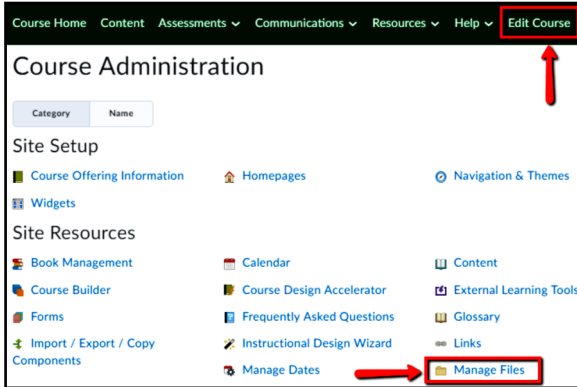 Course Home Content Assessments Communications Resources Help Edit Course
Course Administration
Category Name
Site Setup
Course Offering Information Homepages Navigation & Themes
Widgets
Site Resources
Book Management Calendar Content
Course Builder Course Design Accelerator External Learning Tools
Forms Frequently Asked Questions Glossary
Import / Export / Copy Instructional Design Wizard Links
Components
Manage Dates Manage Files